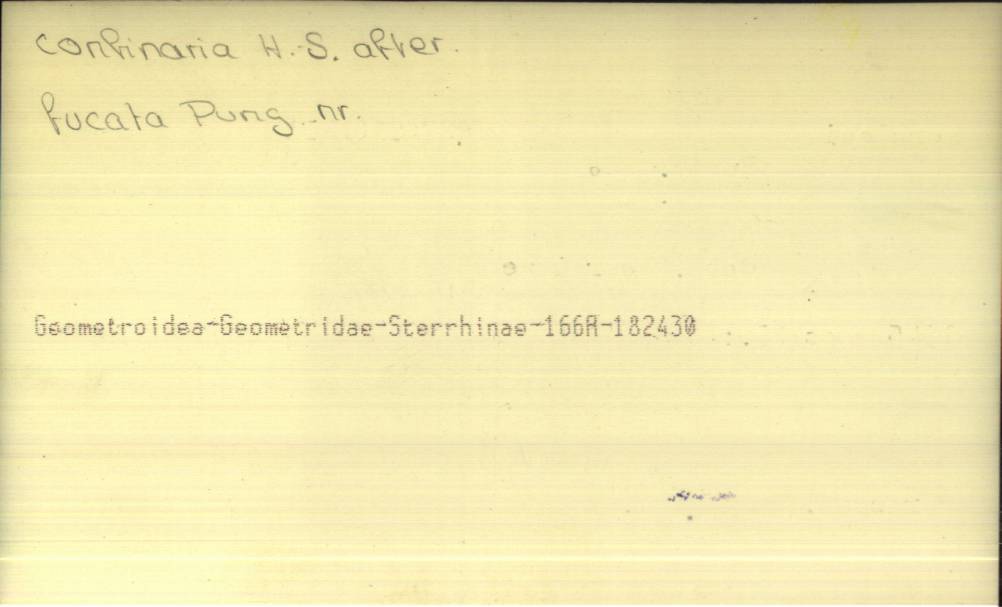 confinaria H.-S. after.
fucata Pung. nr.
Geometroidea-Geometridae-Sterrhinae-166A-182430